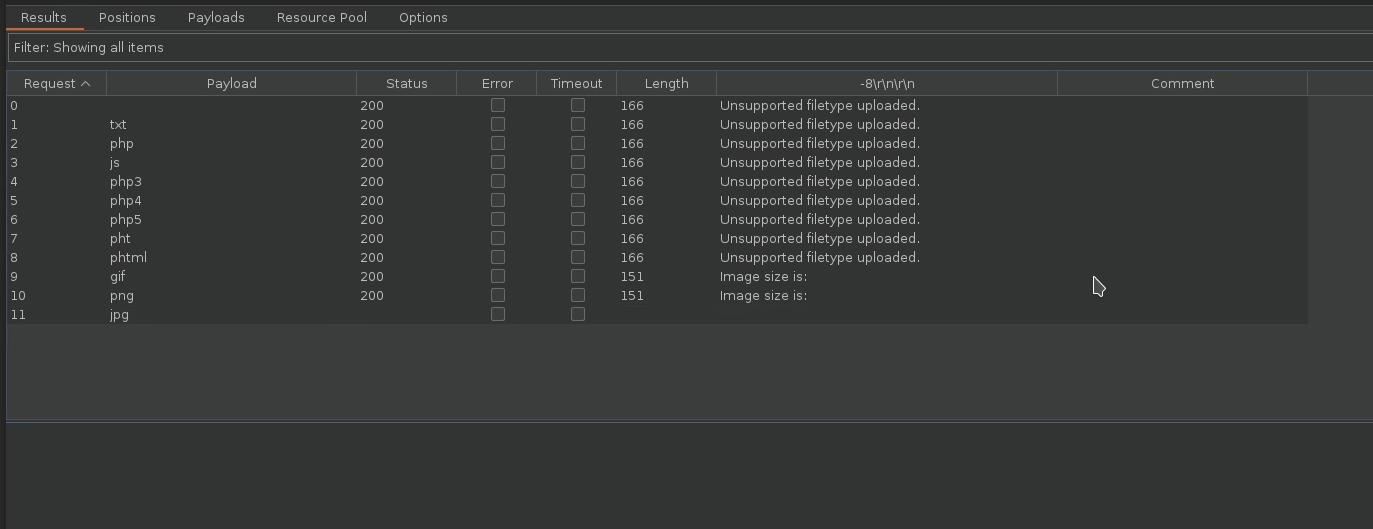 Results Positions Payloads Resource Pool Options
Filter: Showing all items
Request Payload Status Error Timeout Length -8\r\n\r\n Comment
0 200 166 Unsupported filetype uploaded.
1 txt 200 166 Unsupported filetype uploaded.
2 php 200 166 Unsupported filetype uploaded.
3 js 200 166 Unsupported filetype uploaded.
4 php3 200 166 Unsupported filetype uploaded.
5 php4 200 166 Unsupported filetype uploaded.
6 php5 200 166 Unsupported filetype uploaded.
7 pht 200 166 Unsupported filetype uploaded.
8 phtml 200 166 Unsupported filetype uploaded.
9 gif 200 151 Image size is:
10 png 200 151 Image size is:
11 jpg